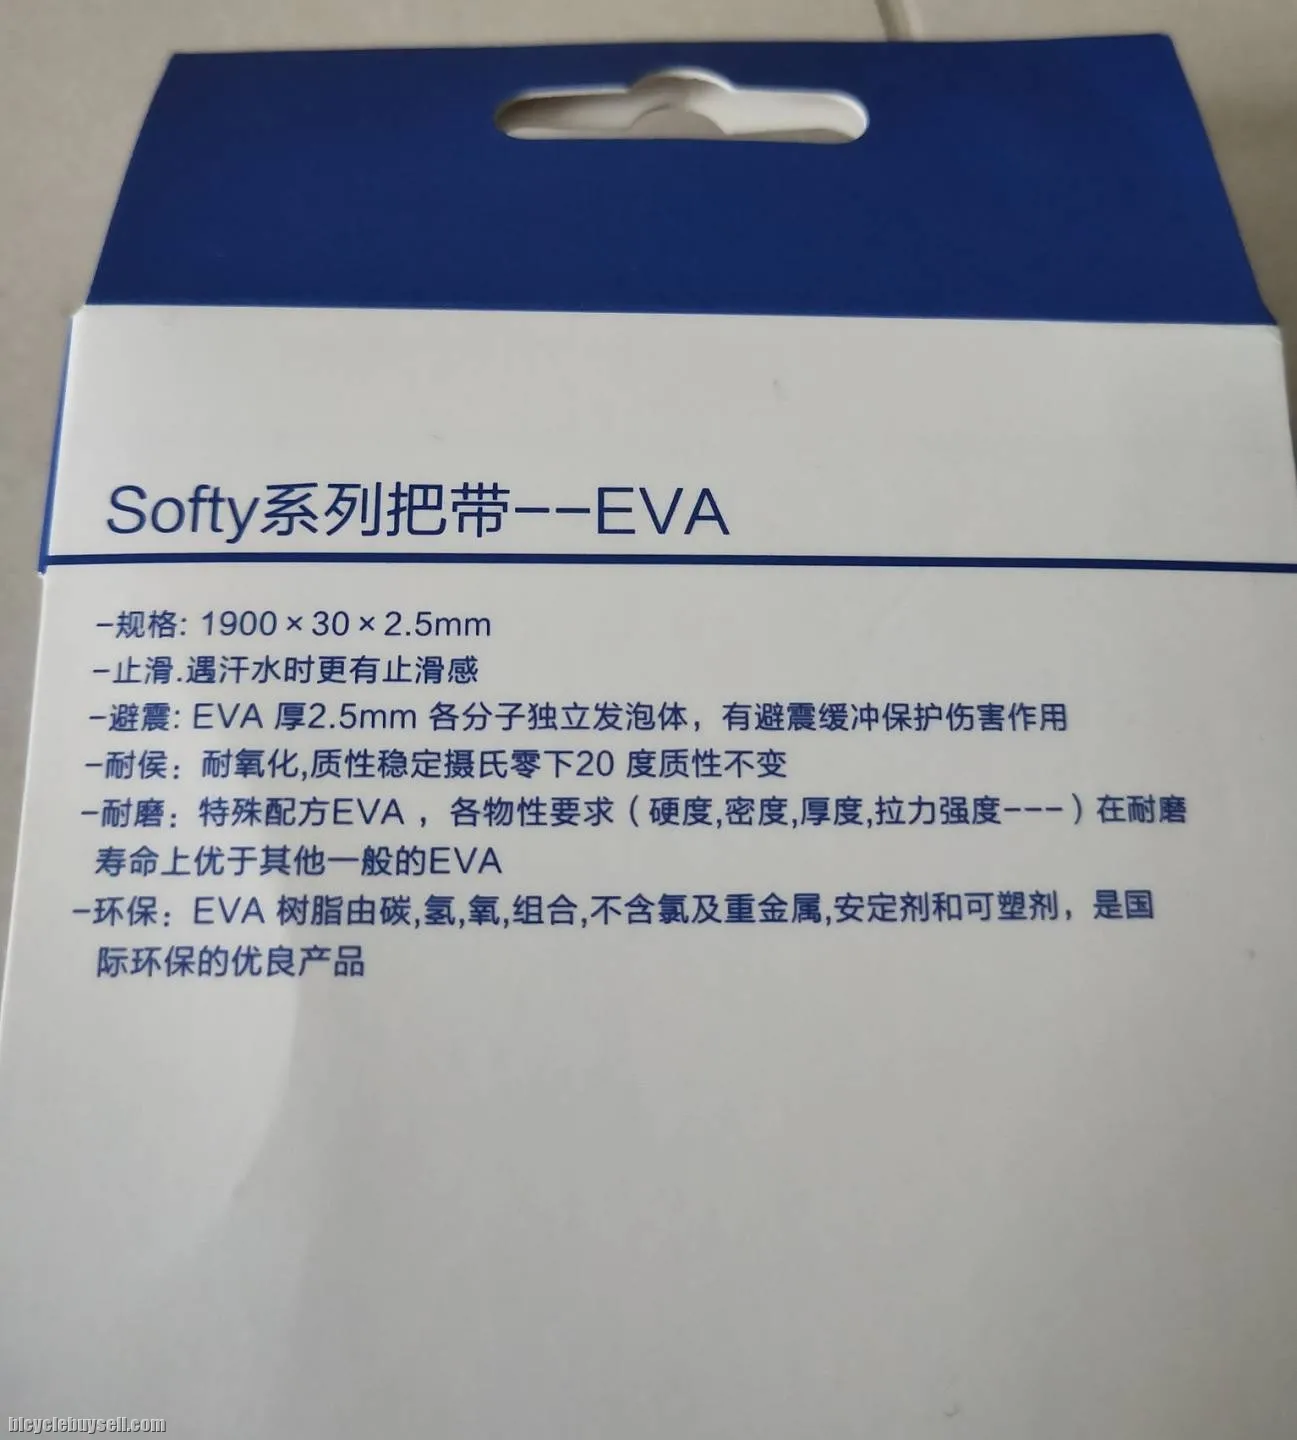 Softy系列把带--EVA
-规格: 1900×30×2.5mm
-止滑.遇汗水时更有止滑感
-避震: EVA 厚2.5mm 各分子独立发泡体，有避震缓冲保护伤害作用
-耐侯：耐氧化,质性稳定摄氏零下20 度质性不变
-耐磨：特殊配方EVA ，各物性要求（硬度,密度,厚度,拉力强度---）在耐磨
寿命上优于其他一般的EVA
-环保：EVA 树脂由碳,氢,氧,组合,不含氯及重金属,安定剂和可塑剂，是国
际环保的优良产品
bicyclebuysell.com